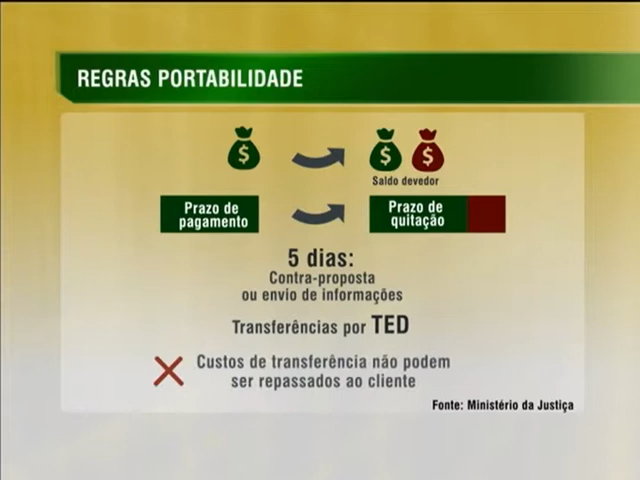 REGRAS PORTABILIDADE
$
$ $
Saldo devedor
Prazo de
pagamento
Prazo de
quitação
5 dias:
Contra-proposta
ou envio de informações
Transferências por TED
Custos de transferência não podem
ser repassados ao cliente
Fonte: Ministério da Justiça